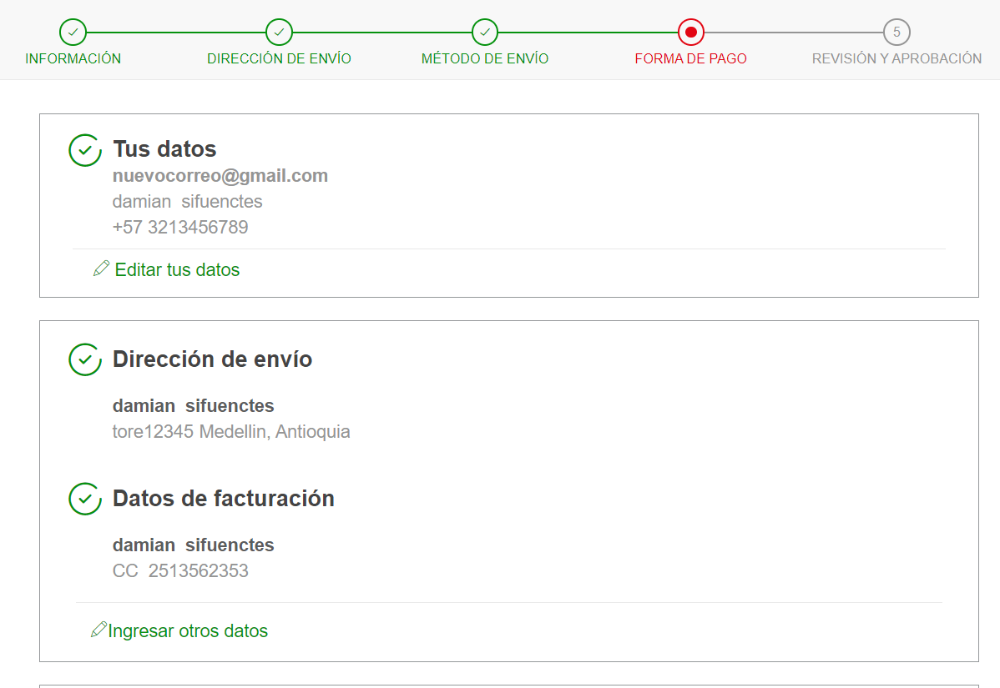 5
INFORMACIÓN DIRECCIÓN DE ENVÍO MÉTODO DE ENVÍO FORMA DE PAGO REVISIÓN Y APROBACIÓN
Tus datos
nuevocorreo@gmail.com
damian sifuenctes
+57 3213456789
Editar tus datos
Dirección de envío
damian sifuenctes
tore12345 Medellin, Antioquia
Datos de facturación
damian sifuenctes
CC 2513562353
Ingresar otros datos